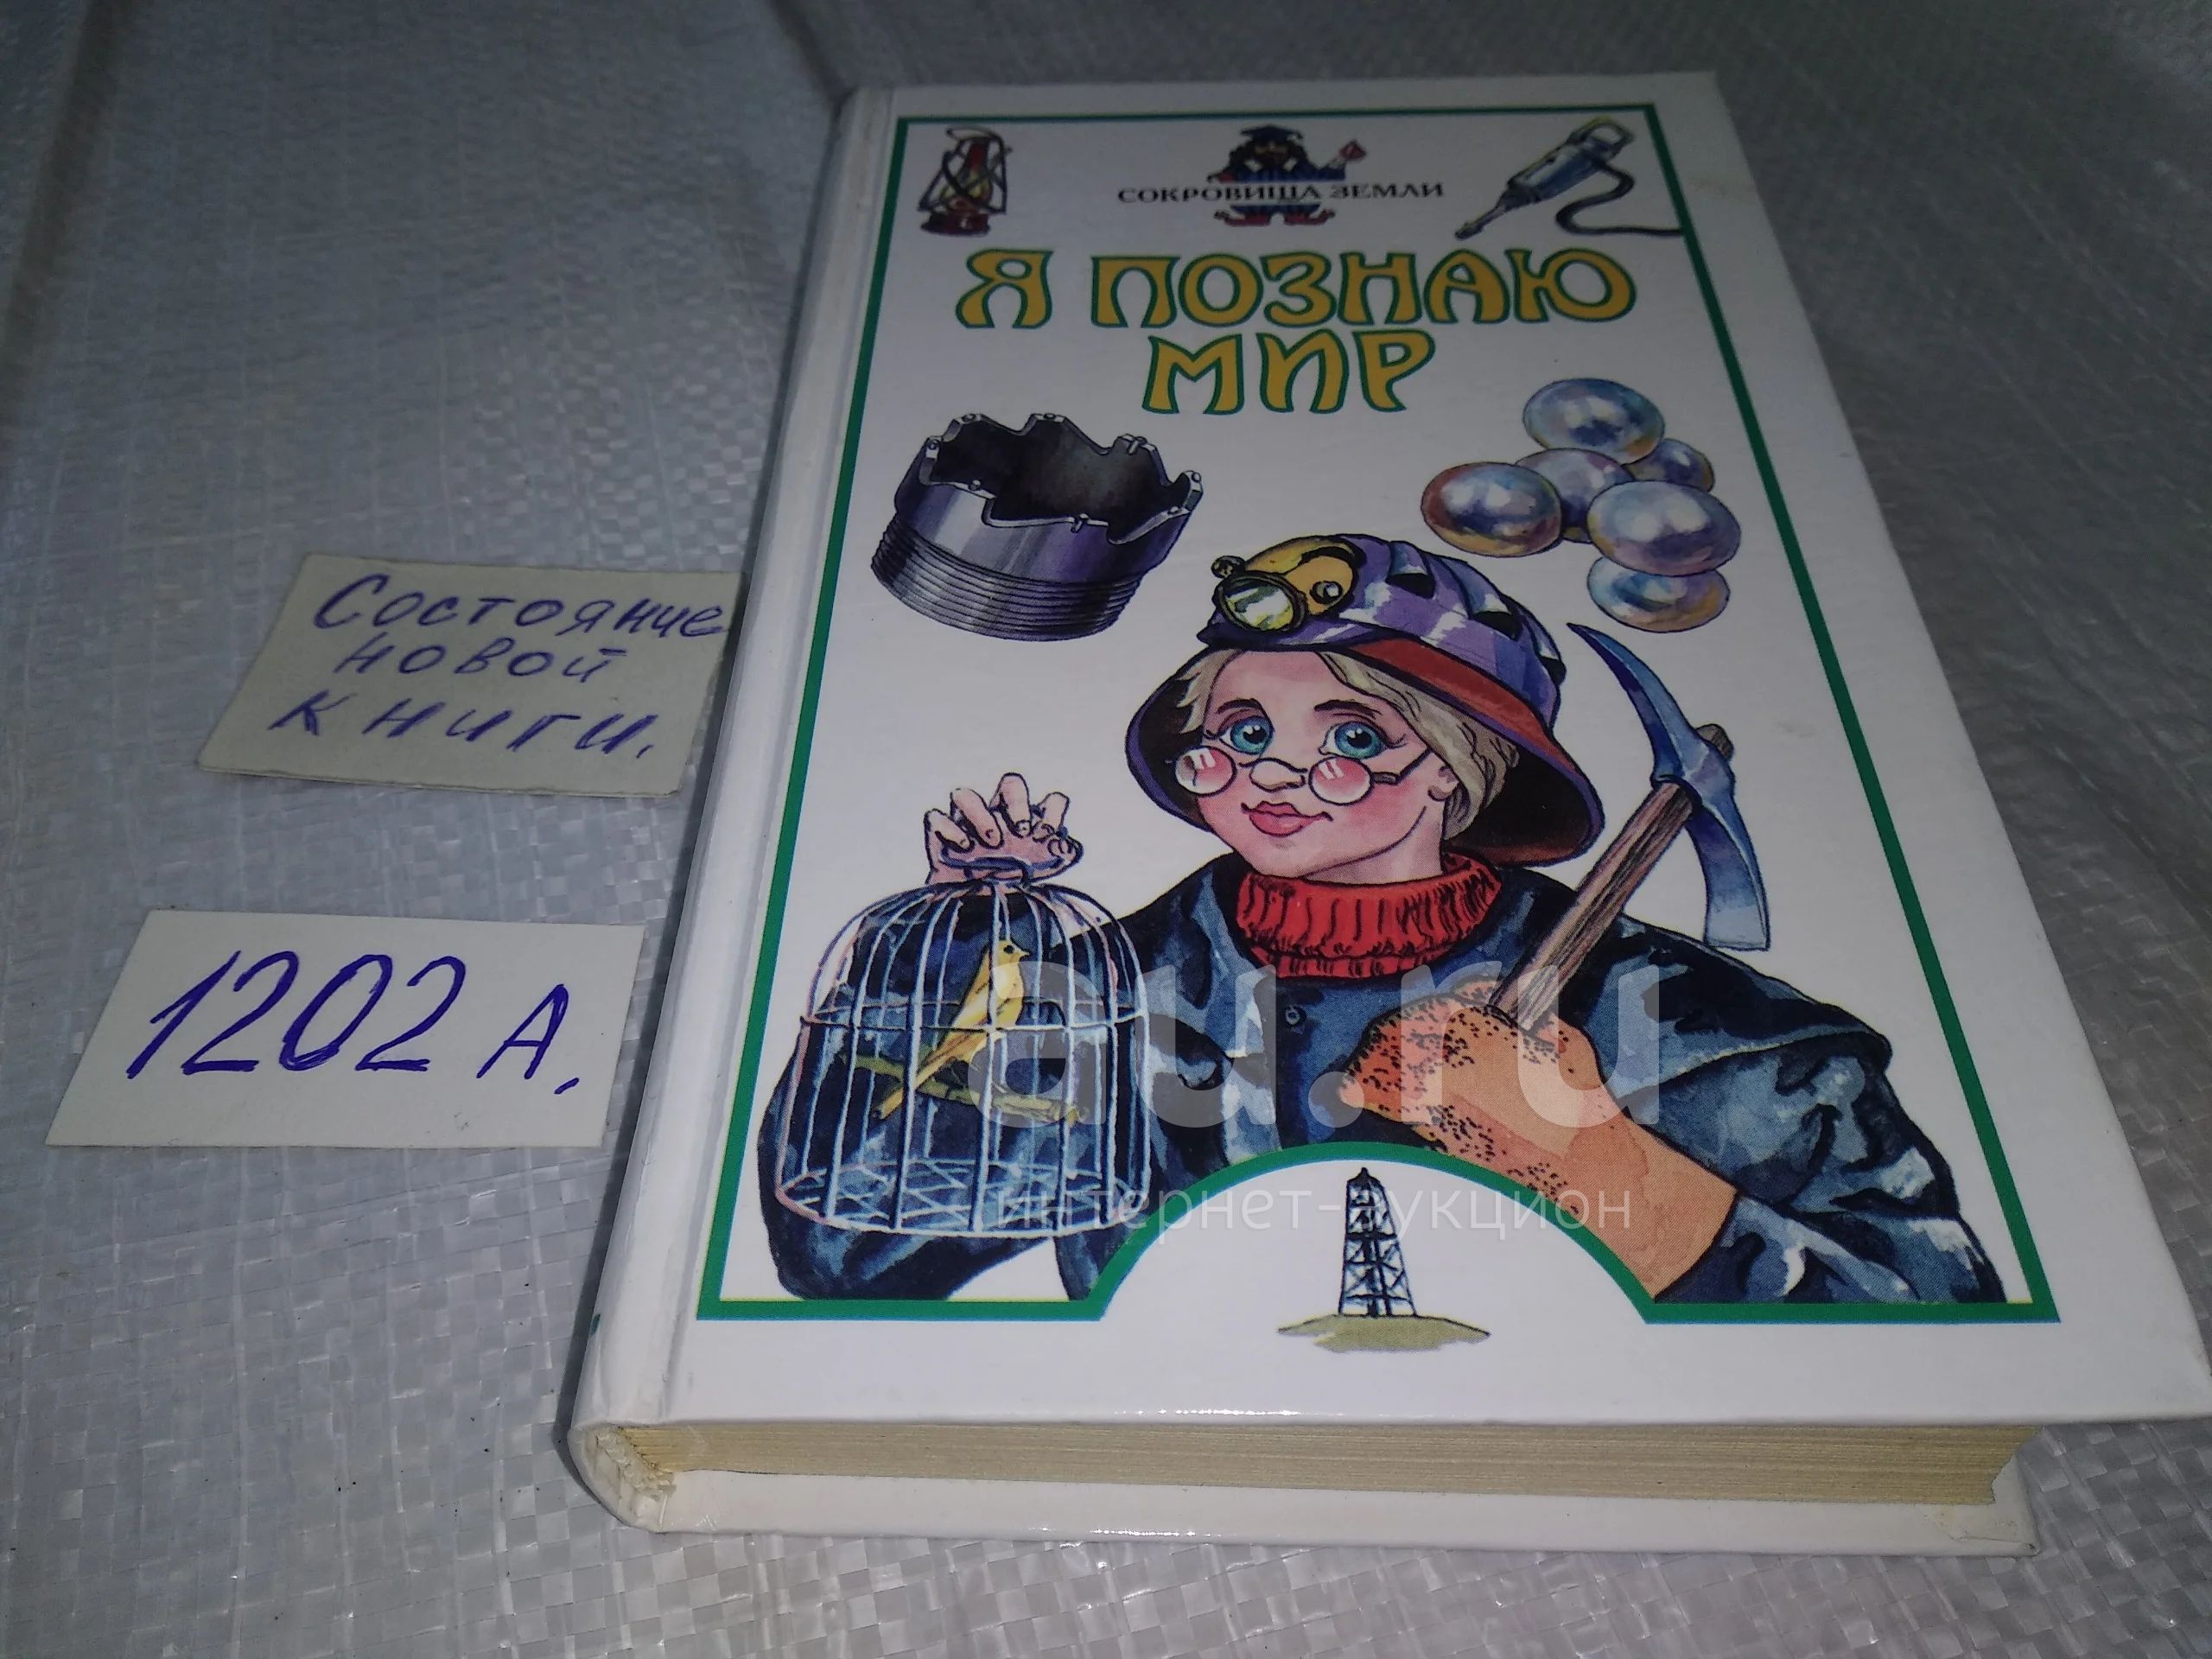 СОКРОВИЩА ЗЕМЛИ
Я ПОЗНАЮ
МИР
Состояние
новой
книги.
1202 А.
au.ru
интернет-аукцион